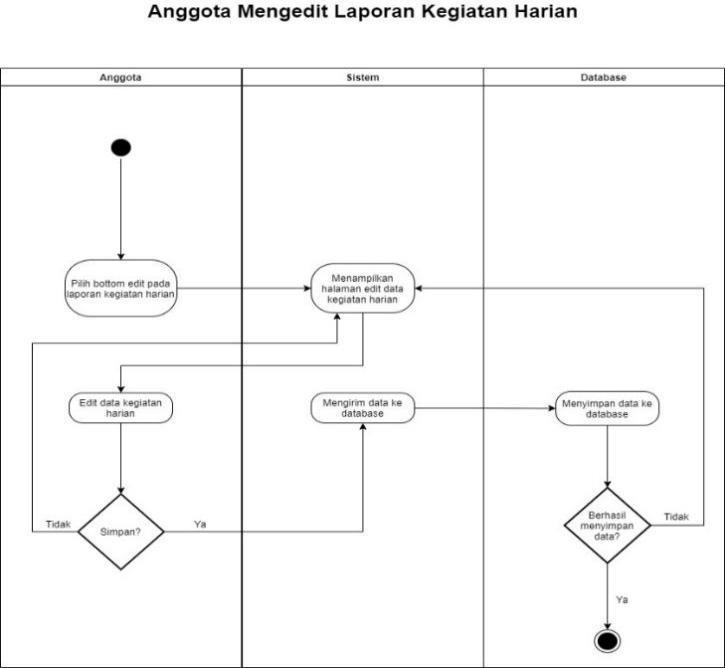 Anggota Mengedit Laporan Kegiatan Harian
Anggota
Sistem
Database
Pilih bottom edit pada
laporan kegiatan harian
Menampilkan
halaman edit data
kegiatan harian
Edit data kegiatan
harian
Mengirim data ke
database
Menyimpan data ke
database
Tidak
Simpan?
Ya
Berhasil
menyimpan
data?
Tidak
Ya